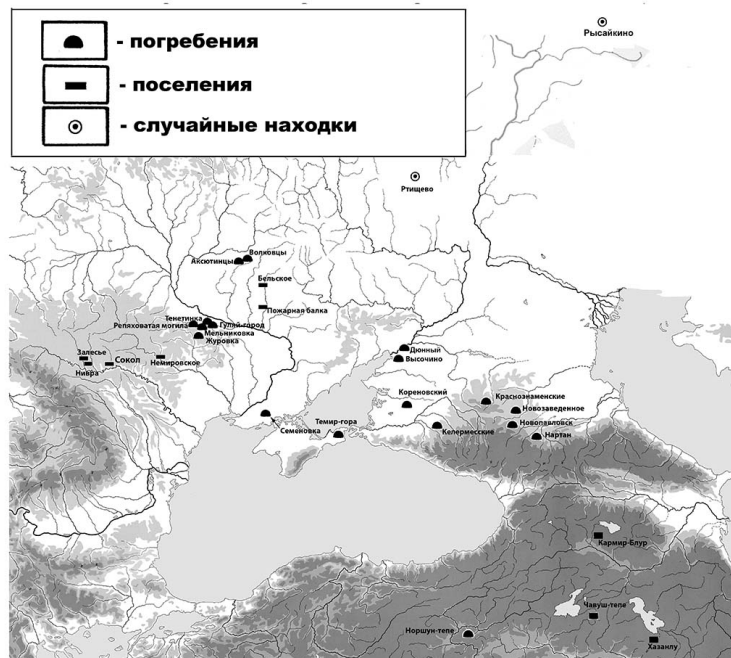 - погребения
- поселения
- случайные находки
Рысайкино
Ртищево
Волковцы
Аксютинцы
Бельское
Пожарная балка
Тенетинка
Репяховатая могила
Гуляй-город
Мельниковка
Журовка
Залесье
Сокол
Немировское
Нивра
Дюнный
Высочино
Кореновский
Краснознаменские
Новозаведенное
Семеновка
Темир-гора
Келермесские
Новопавловск
Нартан
Кармир-Блур
Чавуш-тепе
Норшун-тепе
Хазанлу